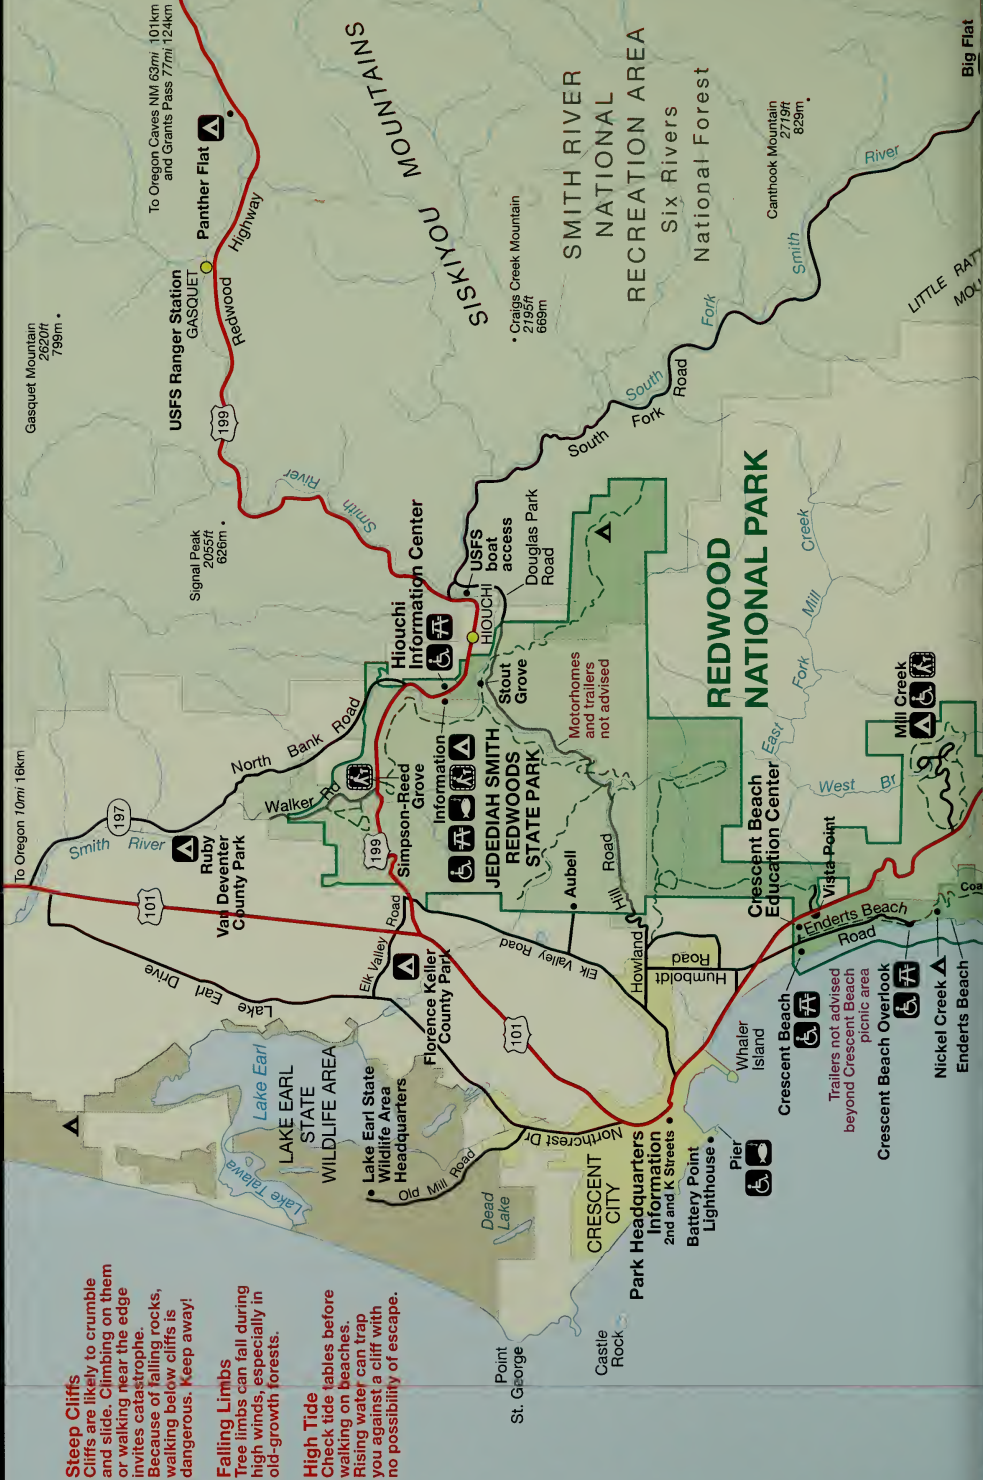 Steep Cliffs
Cliffs are likely to crumble
and slide. Climbing on them
or walking near the edge
invites catastrophe.
Because of falling rocks,
walking below cliffs is
dangerous. Keep away!
Falling Limbs
Tree limbs can fall during
high winds, especially in
old-growth forests.
High Tide
Check tide tables before
walking on beaches.
Rising water can trap
you against a cliff with
no possibility of escape.
To Oregon 10mi 16km
101
Smith River
197
Lake Earl Drive
Lake Earl
Lake Talawa
LAKE EARL
STATE
WILDLIFE AREA
Lake Earl State
Wildlife Area
Headquarters
Old Mill Road
Dead
Lake
Point
St. George
Castle
Rock
CRESCENT
CITY
Northcrest Dr
Park Headquarters
Information
2nd and K Streets
Battery Point
Lighthouse
Pier
Whaler
Island
101
Florence Keller
County Park
Elk Valley Road
Ruby
Van Deventer
County Park
Walker Rd
North Bank Road
199
Simpson-Reed
Grove
Information
JEDEDIAH SMITH
REDWOODS
STATE PARK
Aubell
Elk Valley Road
Howland
Hill
Road
Humboldt
Road
Hiouchi
Information Center
HIOUCHI
USFS
boat
access
Douglas Park
Road
Stout
Grove
Motorhomes
and trailers
not advised
Signal Peak
2055ft
626m
Smith River
199
Gasquet Mountain
2620ft
799m
USFS Ranger Station
GASQUET
Redwood Highway
Panther Flat
To Oregon Caves NM 63mi 101km
and Grants Pass 77mi 124km
SISKIYOU MOUNTAINS
Craigs Creek Mountain
2195ft
669m
SMITH RIVER
NATIONAL
RECREATION AREA
Six Rivers
National Forest
Canthook Mountain
2719ft
829m
South Fork Smith River
South Fork Road
Big Flat
LITTLE RATT
MOU
REDWOOD
NATIONAL PARK
East Fork Mill Creek
West Br
Mill Creek
Crescent Beach
Education Center
Vista Point
Enderts Beach
Road
Crescent Beach
Trailers not advised
beyond Crescent Beach
picnic area
Crescent Beach Overlook
Nickel Creek
Enderts Beach
Coa